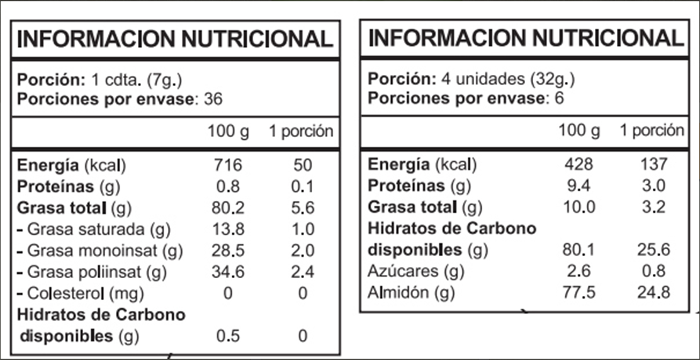 INFORMACION NUTRICIONAL
Porción: 1 cdta. (7g.)
Porciones por envase: 36
100 g 1 porción
Energía (kcal) 716 50
Proteínas (g) 0.8 0.1
Grasa total (g) 80.2 5.6
- Grasa saturada (g) 13.8 1.0
- Grasa monoinsat (g) 28.5 2.0
- Grasa poliinsat (g) 34.6 2.4
- Colesterol (mg) 0 0
Hidratos de Carbono
disponibles (g) 0.5 0
INFORMACION NUTRICIONAL
Porción: 4 unidades (32g.)
Porciones por envase: 6
100 g 1 porción
Energía (kcal) 428 137
Proteínas (g) 9.4 3.0
Grasa total (g) 10.0 3.2
Hidratos de Carbono
disponibles (g) 80.1 25.6
Azúcares (g) 2.6 0.8
Almidón (g) 77.5 24.8